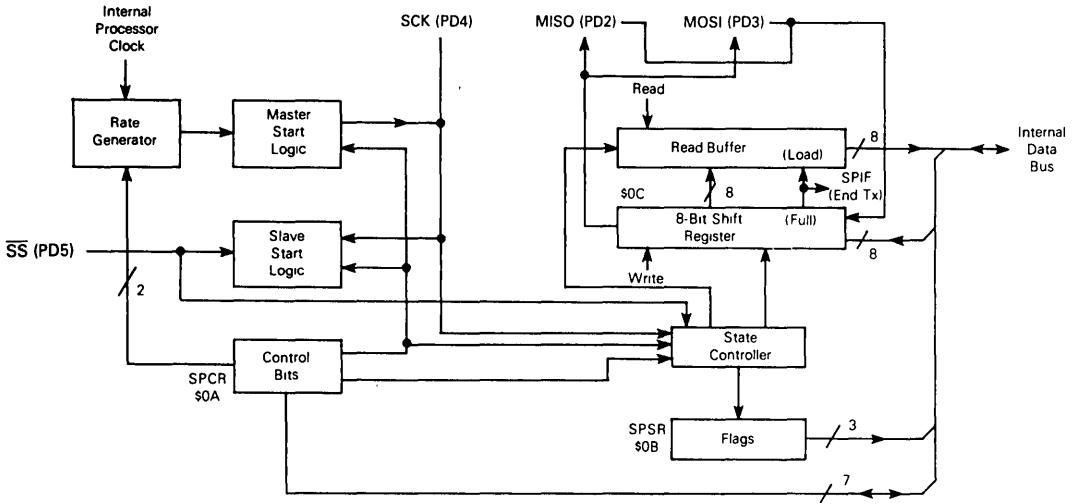 Internal
Processor
Clock
SCK (PD4)
MISO (PD2)
MOSI (PD3)
Rate
Generator
Master
Start
Logic
Read
Read Buffer
(Load)
8
Internal
Data
Bus
SPIF
(End Tx)
$0C
8
8-Bit Shift
Register
(Full)
8
Write
SS (PD5)
Slave
Start
Logic
2
State
Controller
SPCR
$0A
Control
Bits
SPSR
$0B
Flags
3
7